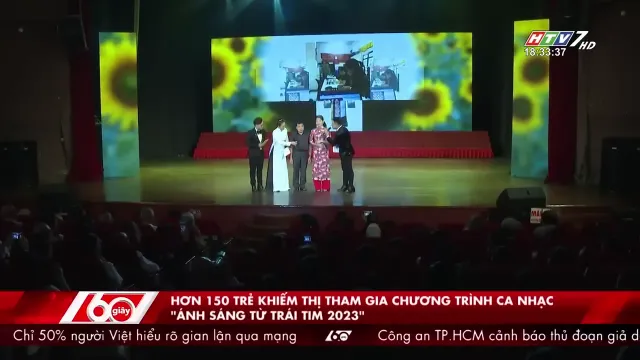 HTV7 HD
18:33:37
60 giây
HƠN 150 TRẺ KHIẾM THỊ THAM GIA CHƯƠNG TRÌNH CA NHẠC
"ÁNH SÁNG TỪ TRÁI TIM 2023"
Chỉ 50% người Việt hiểu rõ gian lận qua mạng Công an TP.HCM cảnh báo thủ đoạn giả d